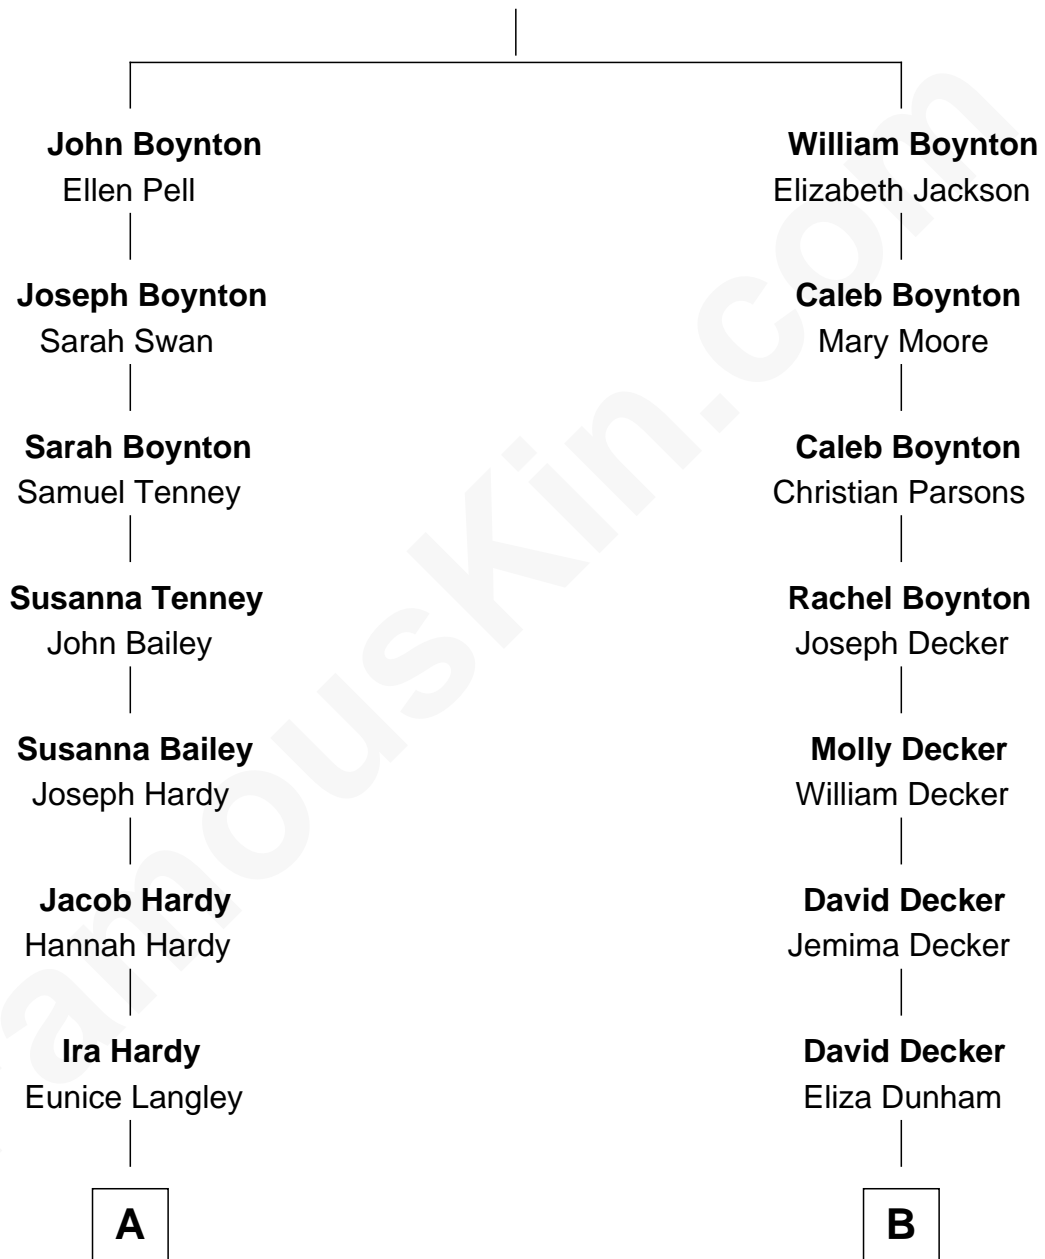 John Boynton
Ellen Pell
Joseph Boynton
Sarah Swan
Sarah Boynton
Samuel Tenney
Susanna Tenney
John Bailey
Susanna Bailey
Joseph Hardy
Jacob Hardy
Hannah Hardy
Ira Hardy
Eunice Langley
A
William Boynton
Elizabeth Jackson
Caleb Boynton
Mary Moore
Caleb Boynton
Christian Parsons
Rachel Boynton
Joseph Decker
Molly Decker
William Decker
David Decker
Jemima Decker
David Decker
Eliza Dunham
B
amouskin.com